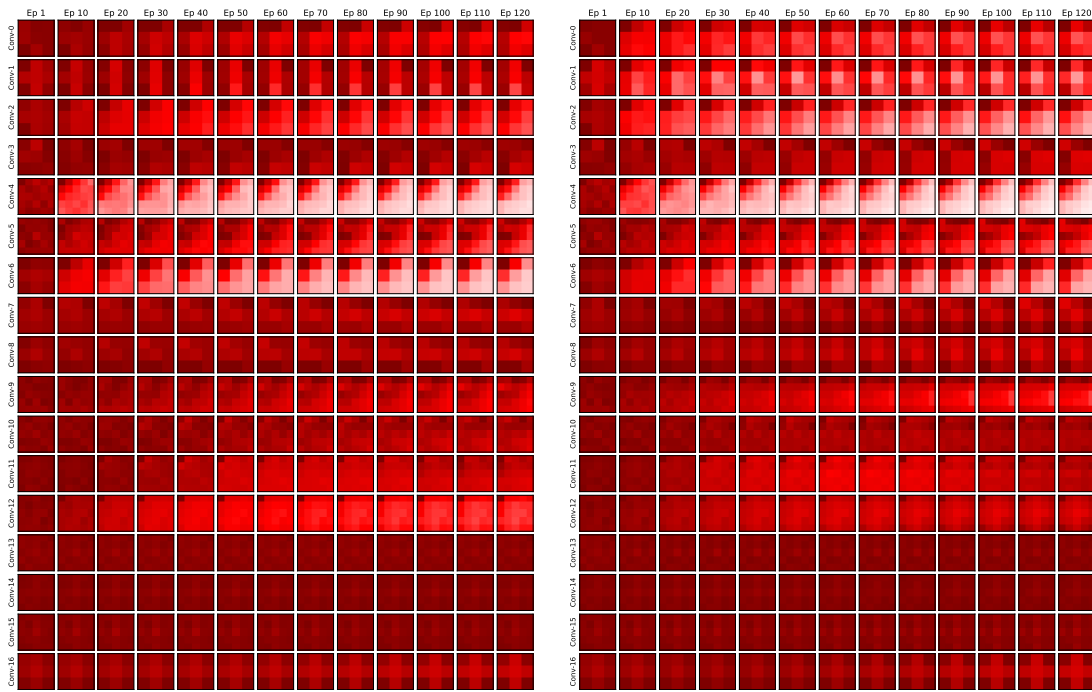 Ep 1 Ep 10 Ep 20 Ep 30 Ep 40 Ep 50 Ep 60 Ep 70 Ep 80 Ep 90 Ep 100 Ep 110 Ep 120
Conv-0
Conv-1
Conv-2
Conv-3
Conv-4
Conv-5
Conv-6
Conv-7
Conv-8
Conv-9
Conv-10
Conv-11
Conv-12
Conv-13
Conv-14
Conv-15
Conv-16
Ep 1 Ep 10 Ep 20 Ep 30 Ep 40 Ep 50 Ep 60 Ep 70 Ep 80 Ep 90 Ep 100 Ep 110 Ep 120
Conv-0
Conv-1
Conv-2
Conv-3
Conv-4
Conv-5
Conv-6
Conv-7
Conv-8
Conv-9
Conv-10
Conv-11
Conv-12
Conv-13
Conv-14
Conv-15
Conv-16